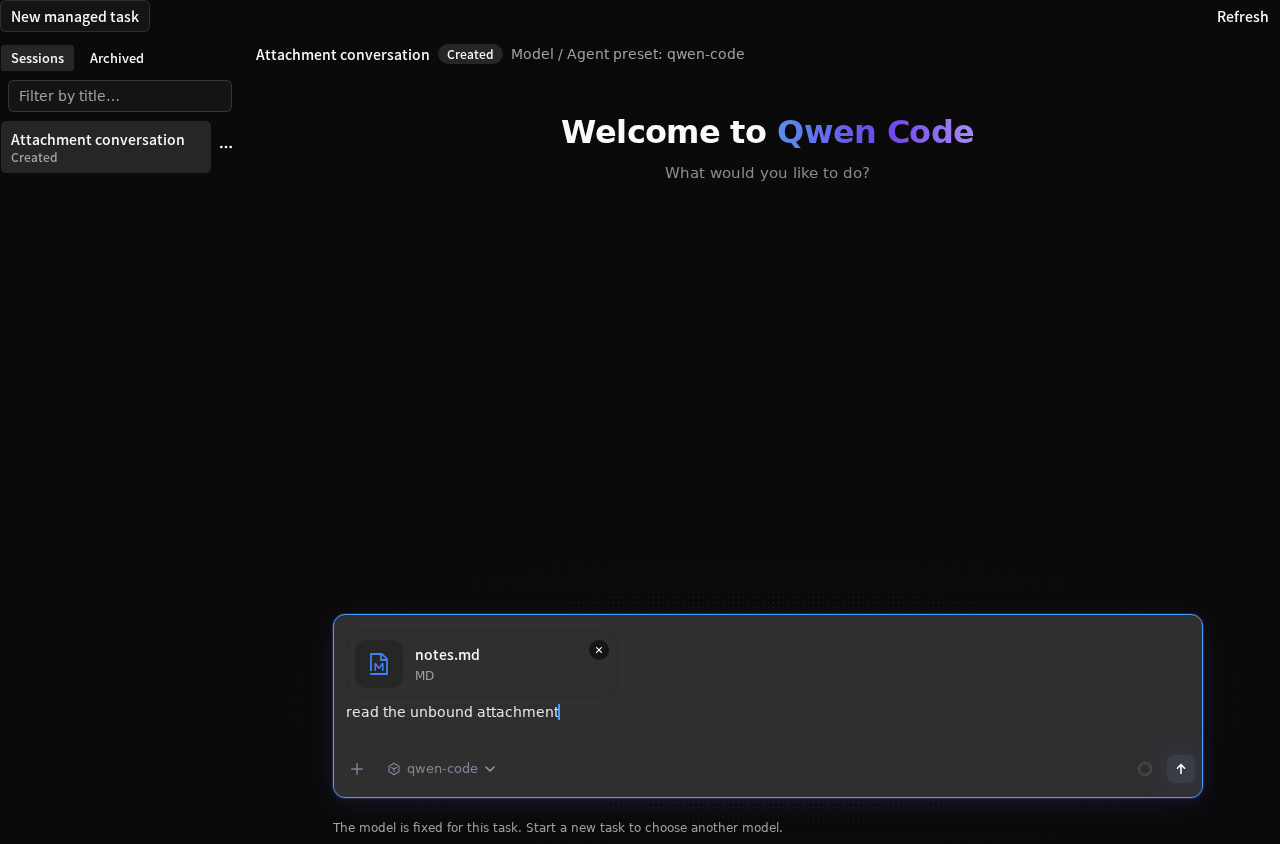 New managed task
Refresh
Sessions
Archived
Filter by title...
Attachment conversation
Created
...
Attachment conversation
Created
Model / Agent preset: qwen-code
Welcome to Qwen Code
What would you like to do?
notes.md
MD
read the unbound attachment
qwen-code
The model is fixed for this task. Start a new task to choose another model.